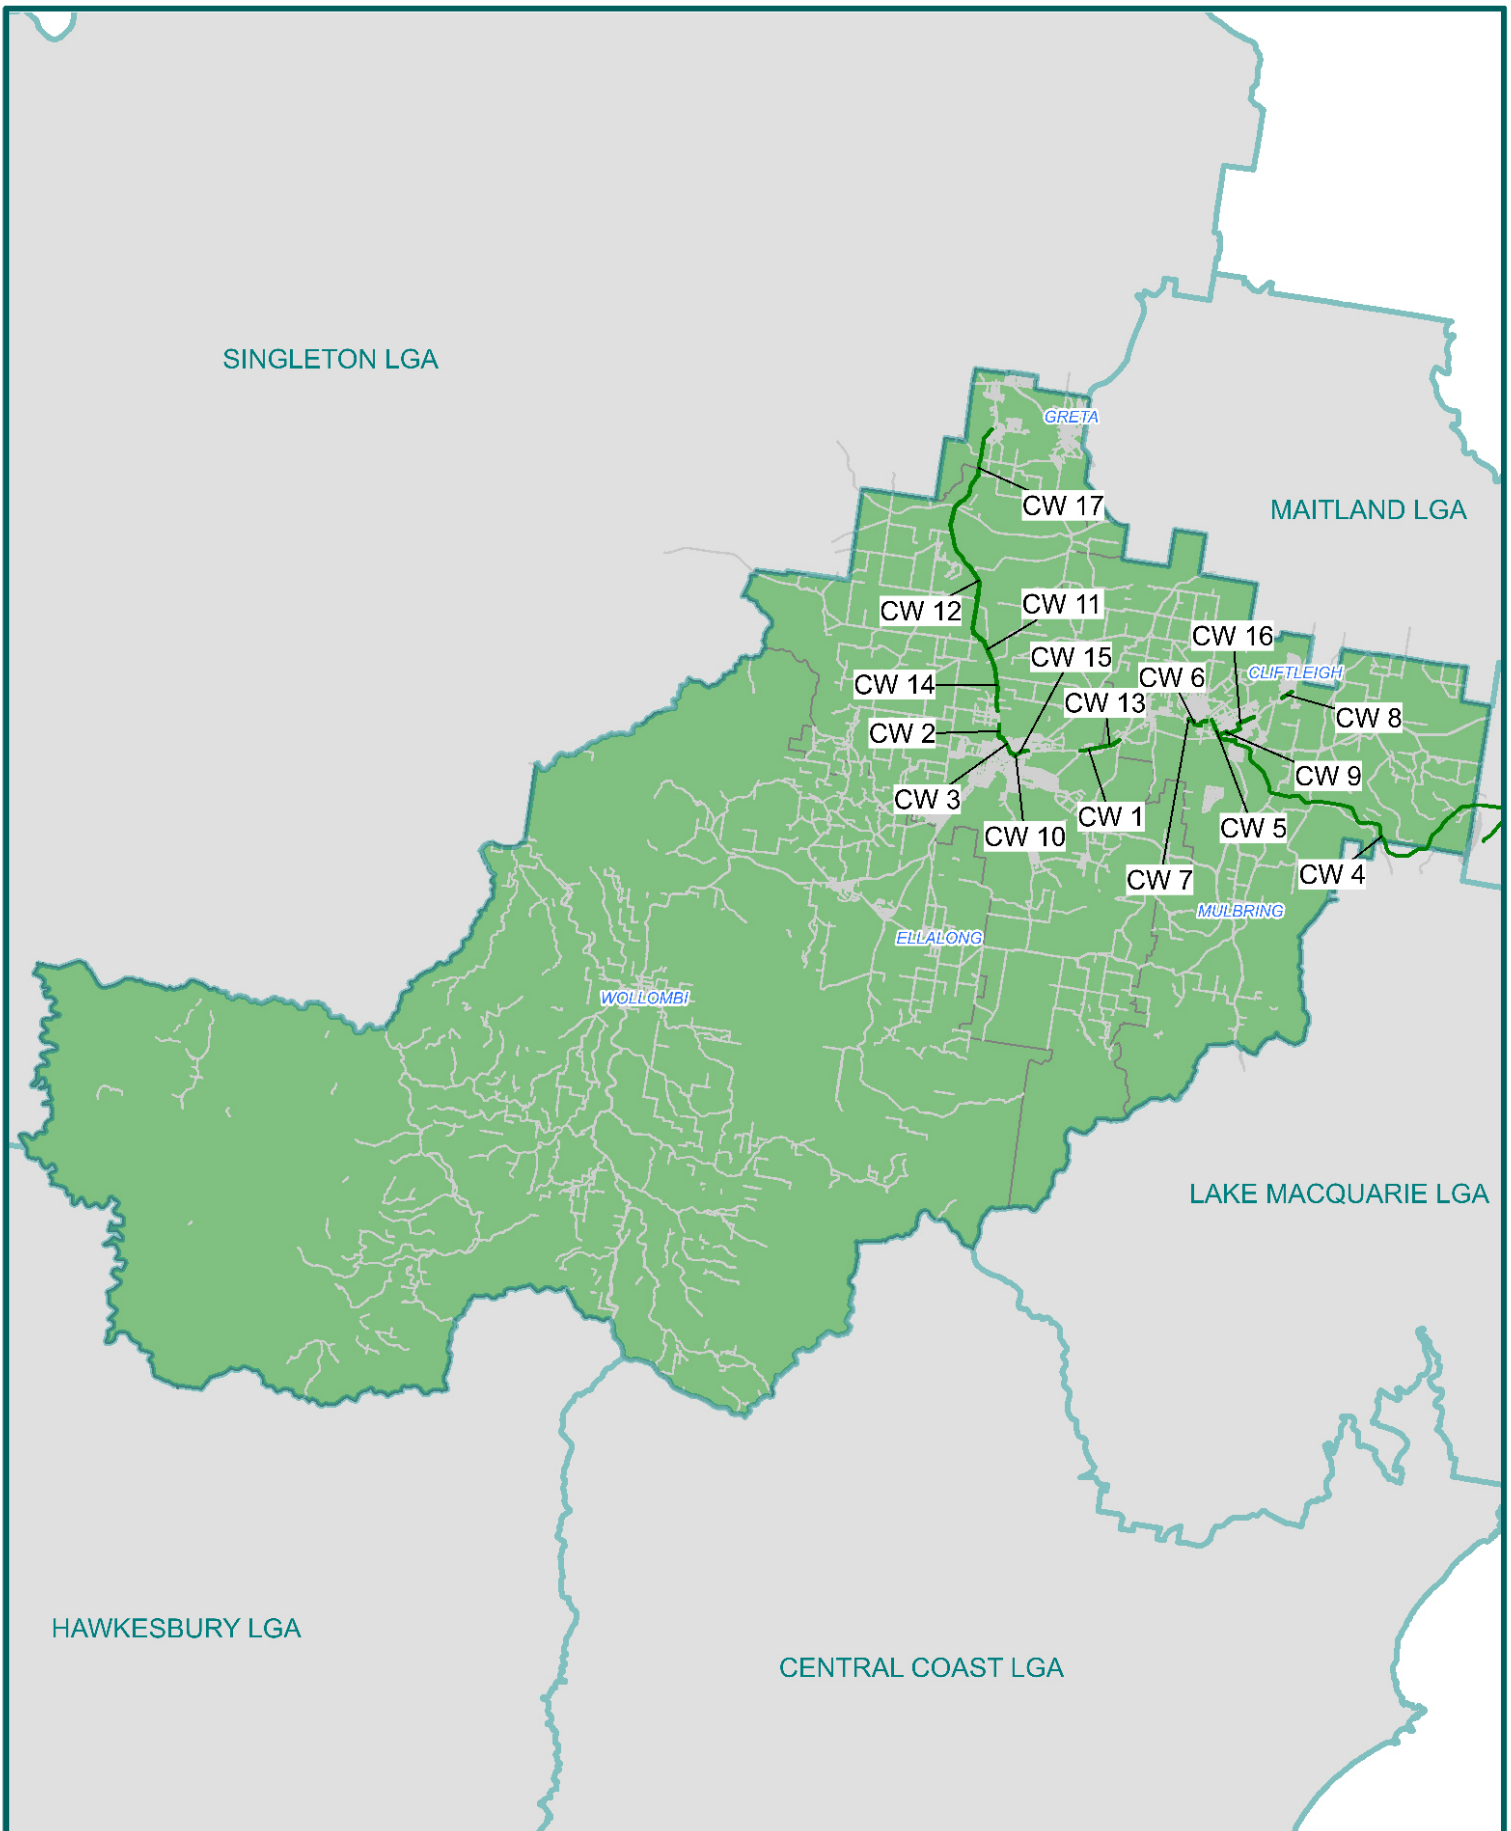 SINGLETON LGA
GRETA
CW 17
MAITLAND LGA
CW 12
CW 11
CW 16
CW 15
CLIFTLEIGH
CW 6
CW 14
CW 13
CW 8
CW 2
CW 9
CW 3
CW 1
CW 5
CW 10
CW 4
CW 7
MULBRING
ELLALONG
WOLLOMBI
LAKE MACQUARIE LGA
HAWKESBURY LGA
CENTRAL COAST LGA